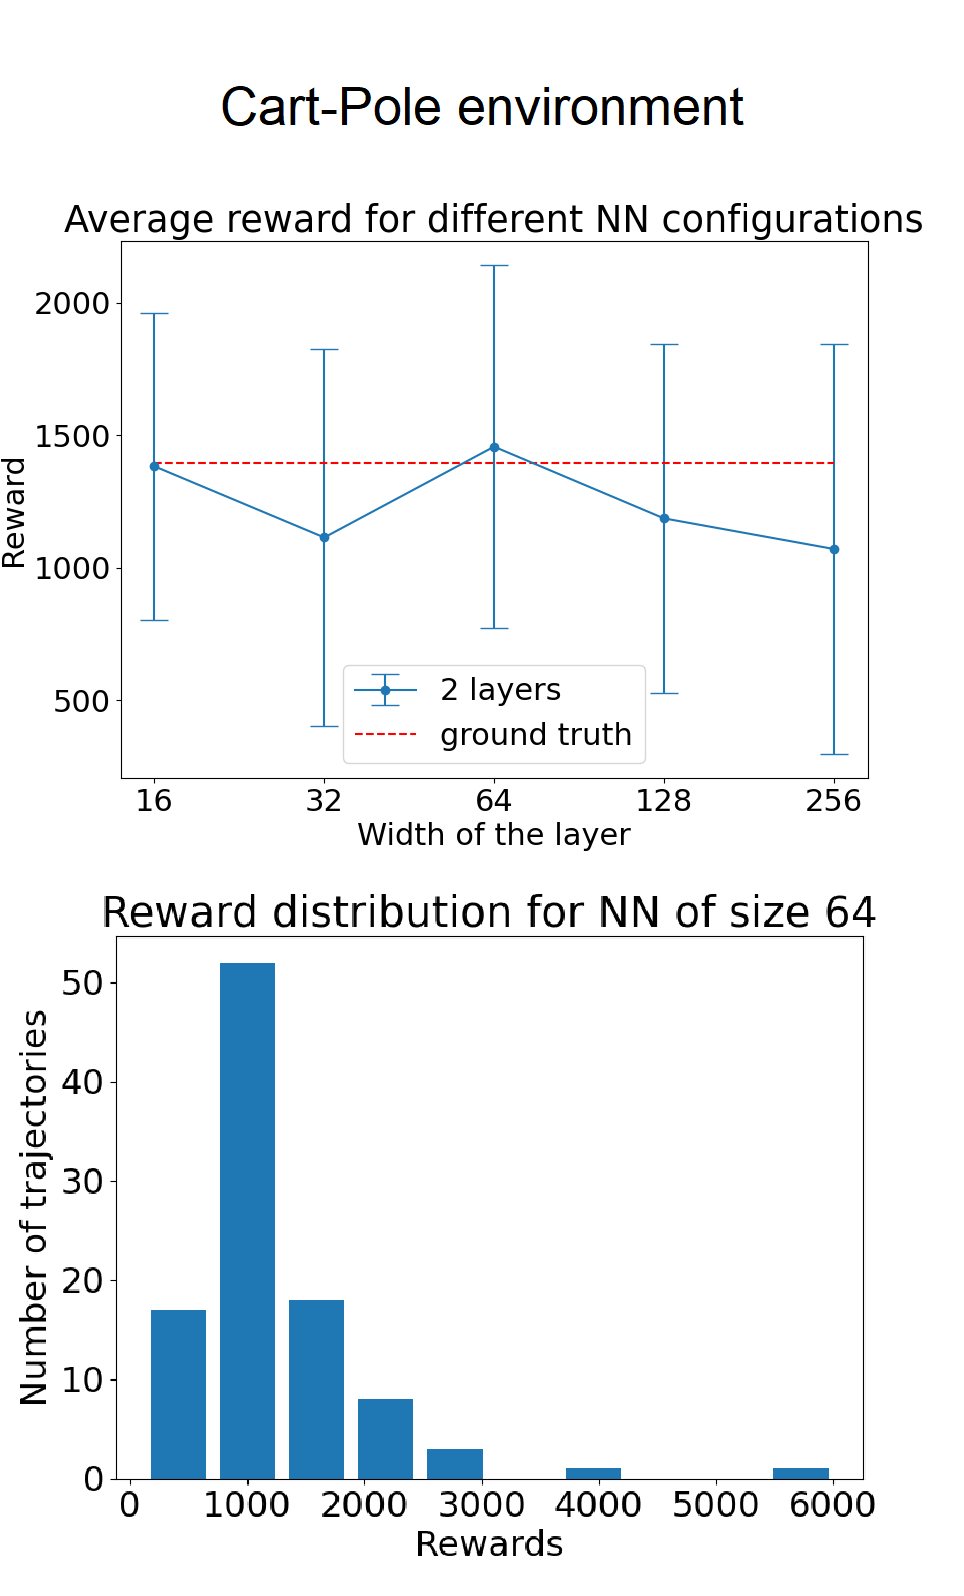 Cart-Pole environment
Average reward for different NN configurations
2000
1500
1000
500
Reward
2 layers
ground truth
16 32 64 128 256
Width of the layer
Reward distribution for NN of size 64
50
40
30
20
10
0
Number of trajectories
0 1000 2000 3000 4000 5000 6000
Rewards